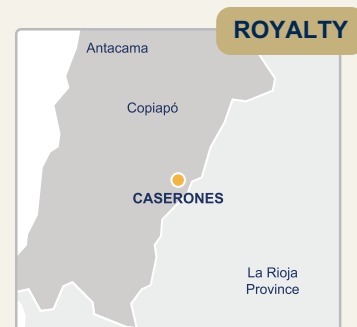 ROYALTY
Antacama
Copiapó
CASERONES
La Rioja
Province